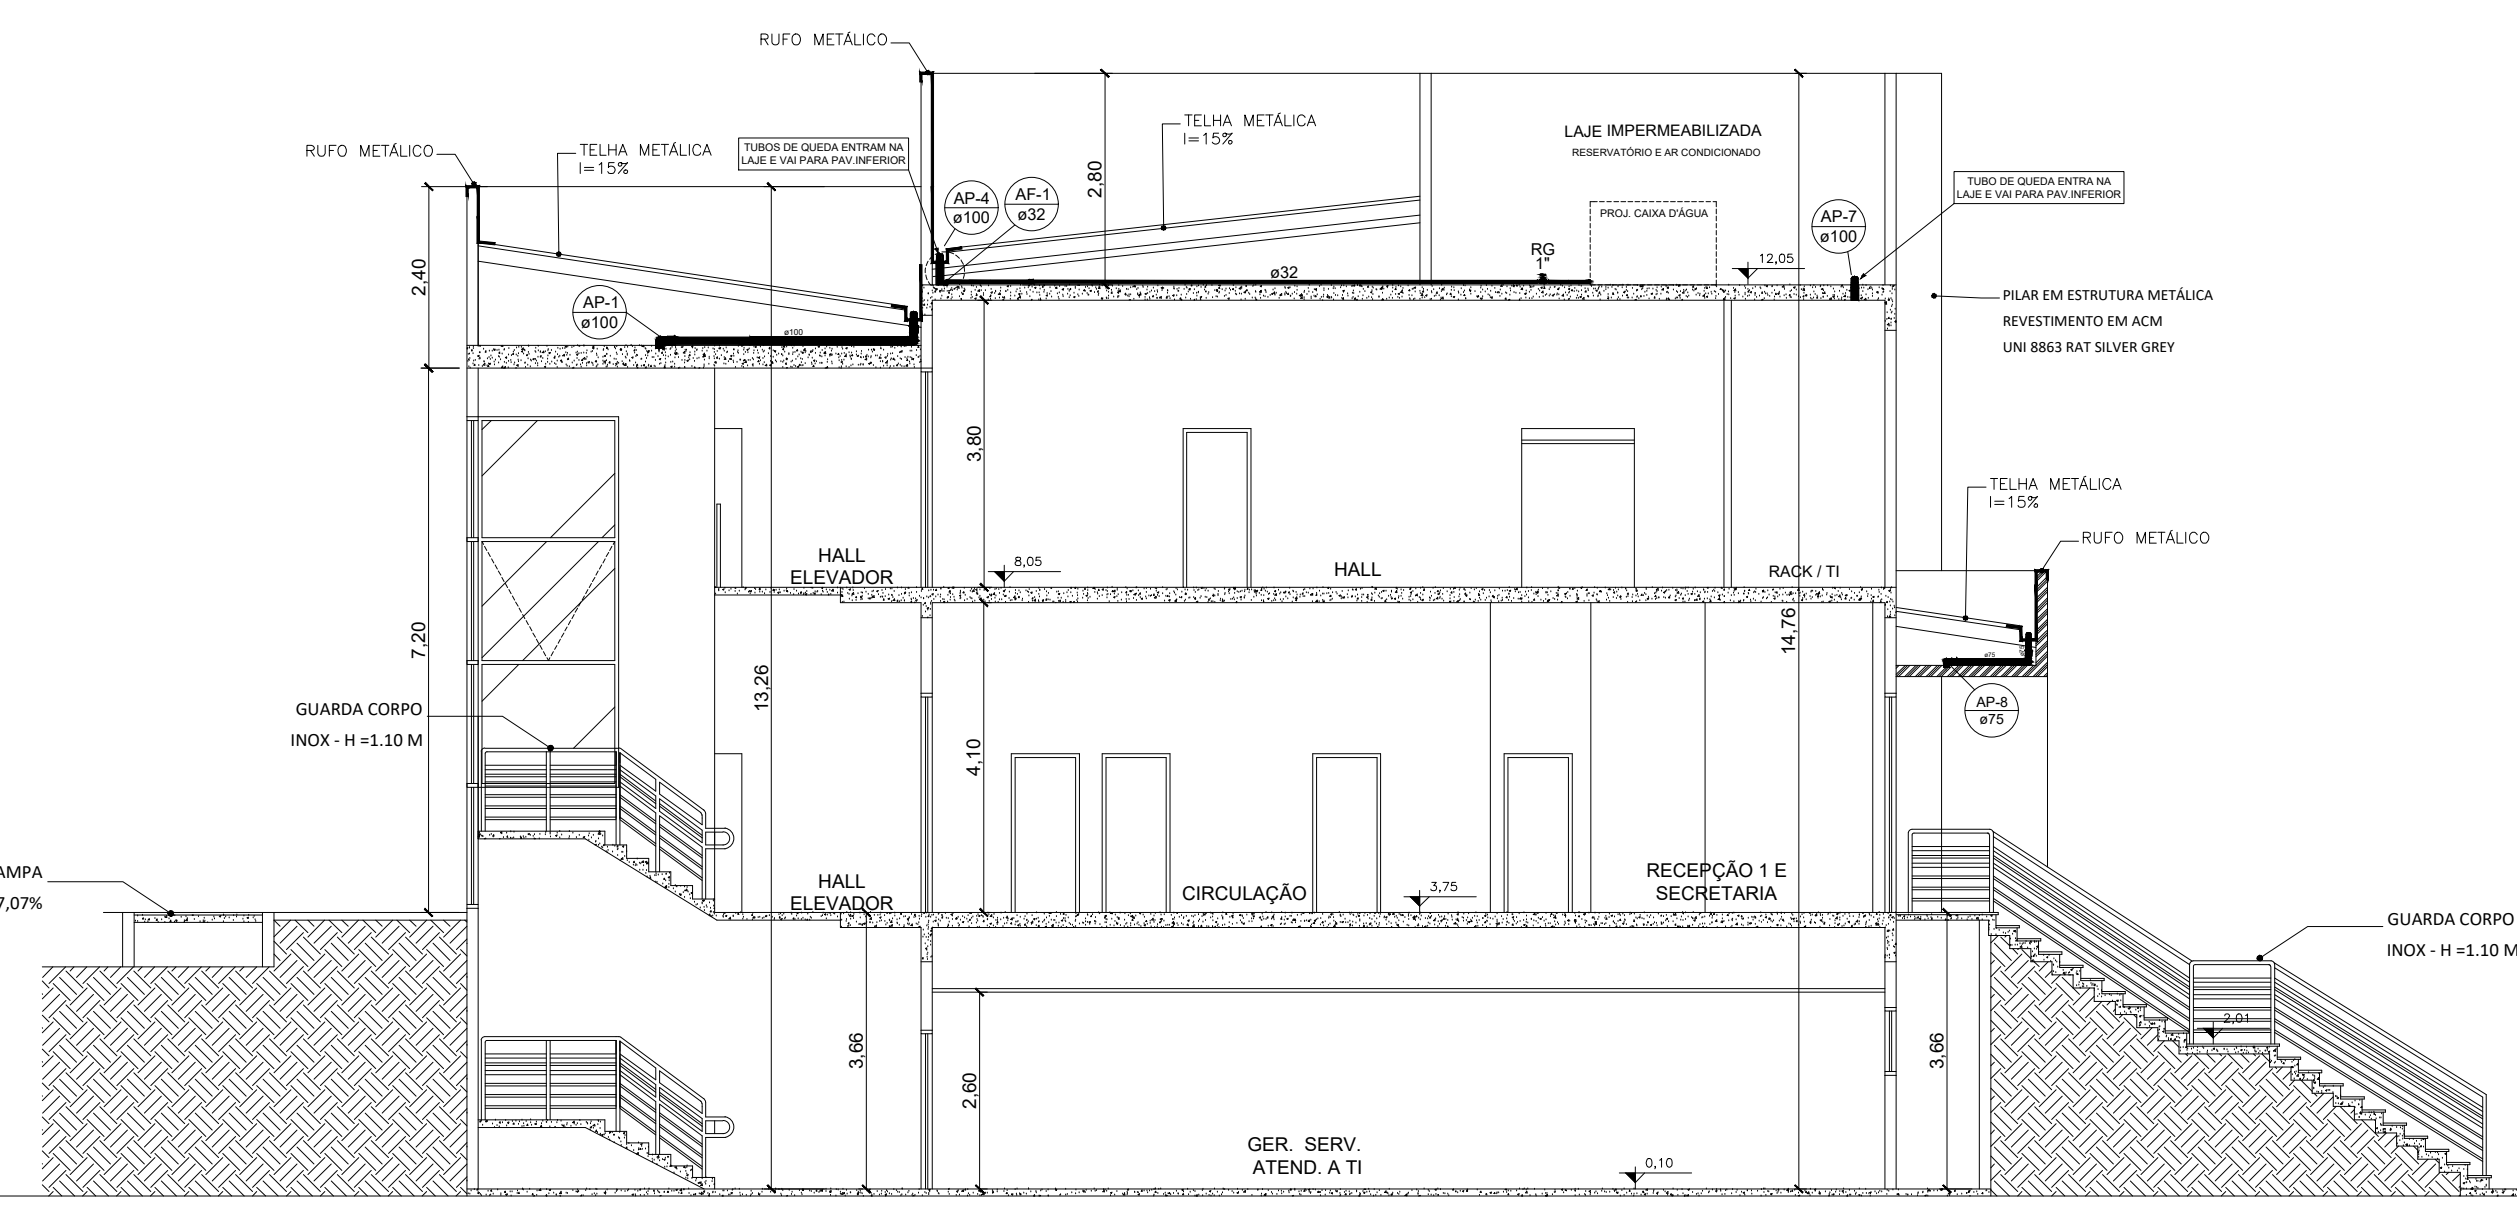 RUFO METÁLICO
TELHA METÁLICA
I=15%
LAJE IMPERMEABILIZADA
RESERVATÓRIO E AR CONDICIONADO
RUFO METÁLICO
TELHA METÁLICA
I=15%
TUBOS DE QUEDA ENTRAM NA
LAJE E VAI PARA PAV.INFERIOR
2,80
TUBO DE QUEDA ENTRA NA
LAJE E VAI PARA PAV.INFERIOR
AP-4
ø100
AF-1
ø32
PROJ. CAIXA D'ÁGUA
AP-7
ø100
RG
1"
12,05
ø32
2,40
AP-1
ø100
ø100
PILAR EM ESTRUTURA METÁLICA
REVESTIMENTO EM ACM
UNI 8863 RAT SILVER GREY
3,80
TELHA METÁLICA
I=15%
RUFO METÁLICO
HALL
ELEVADOR
8,05
HALL
RACK / TI
7,20
13,26
14,76
ø75
ø75
AP-8
ø75
GUARDA CORPO
INOX - H =1.10 M
4,10
AMPA
7,07%
HALL
ELEVADOR
CIRCULAÇÃO
3,75
RECEPÇÃO 1 E
SECRETARIA
GUARDA CORPO
INOX - H =1.10 M
2,01
3,66
2,60
3,66
GER. SERV.
ATEND. A TI
0,10